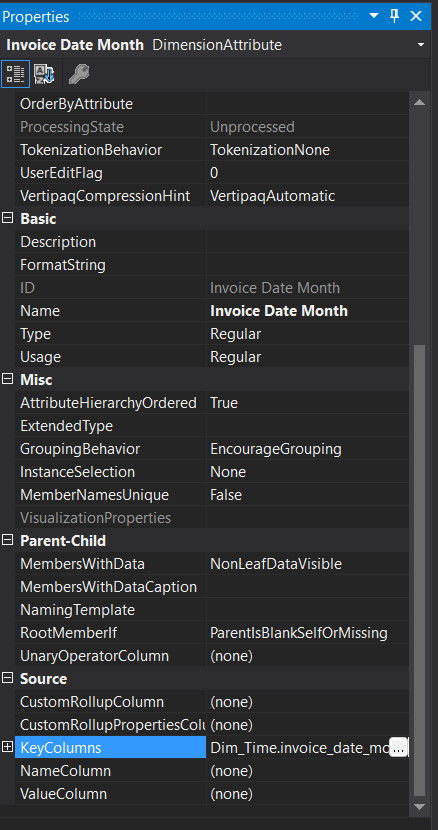 Properties
Invoice Date Month DimensionAttribute
OrderByAttribute
ProcessingState Unprocessed
TokenizationBehavior TokenizationNone
UserEditFlag 0
VertipaqCompressionHint VertipaqAutomatic
Basic
Description
FormatString
ID Invoice Date Month
Name Invoice Date Month
Type Regular
Usage Regular
Misc
AttributeHierarchyOrdered True
ExtendedType
GroupingBehavior EncourageGrouping
InstanceSelection None
MemberNamesUnique False
VisualizationProperties
Parent-Child
MembersWithData NonLeafDataVisible
MembersWithDataCaption
NamingTemplate
RootMemberIf ParentIsBlankSelfOrMissing
UnaryOperatorColumn (none)
Source
CustomRollupColumn (none)
CustomRollupPropertiesColu (none)
KeyColumns Dim_Time.invoice_date_mo ...
NameColumn (none)
ValueColumn (none)